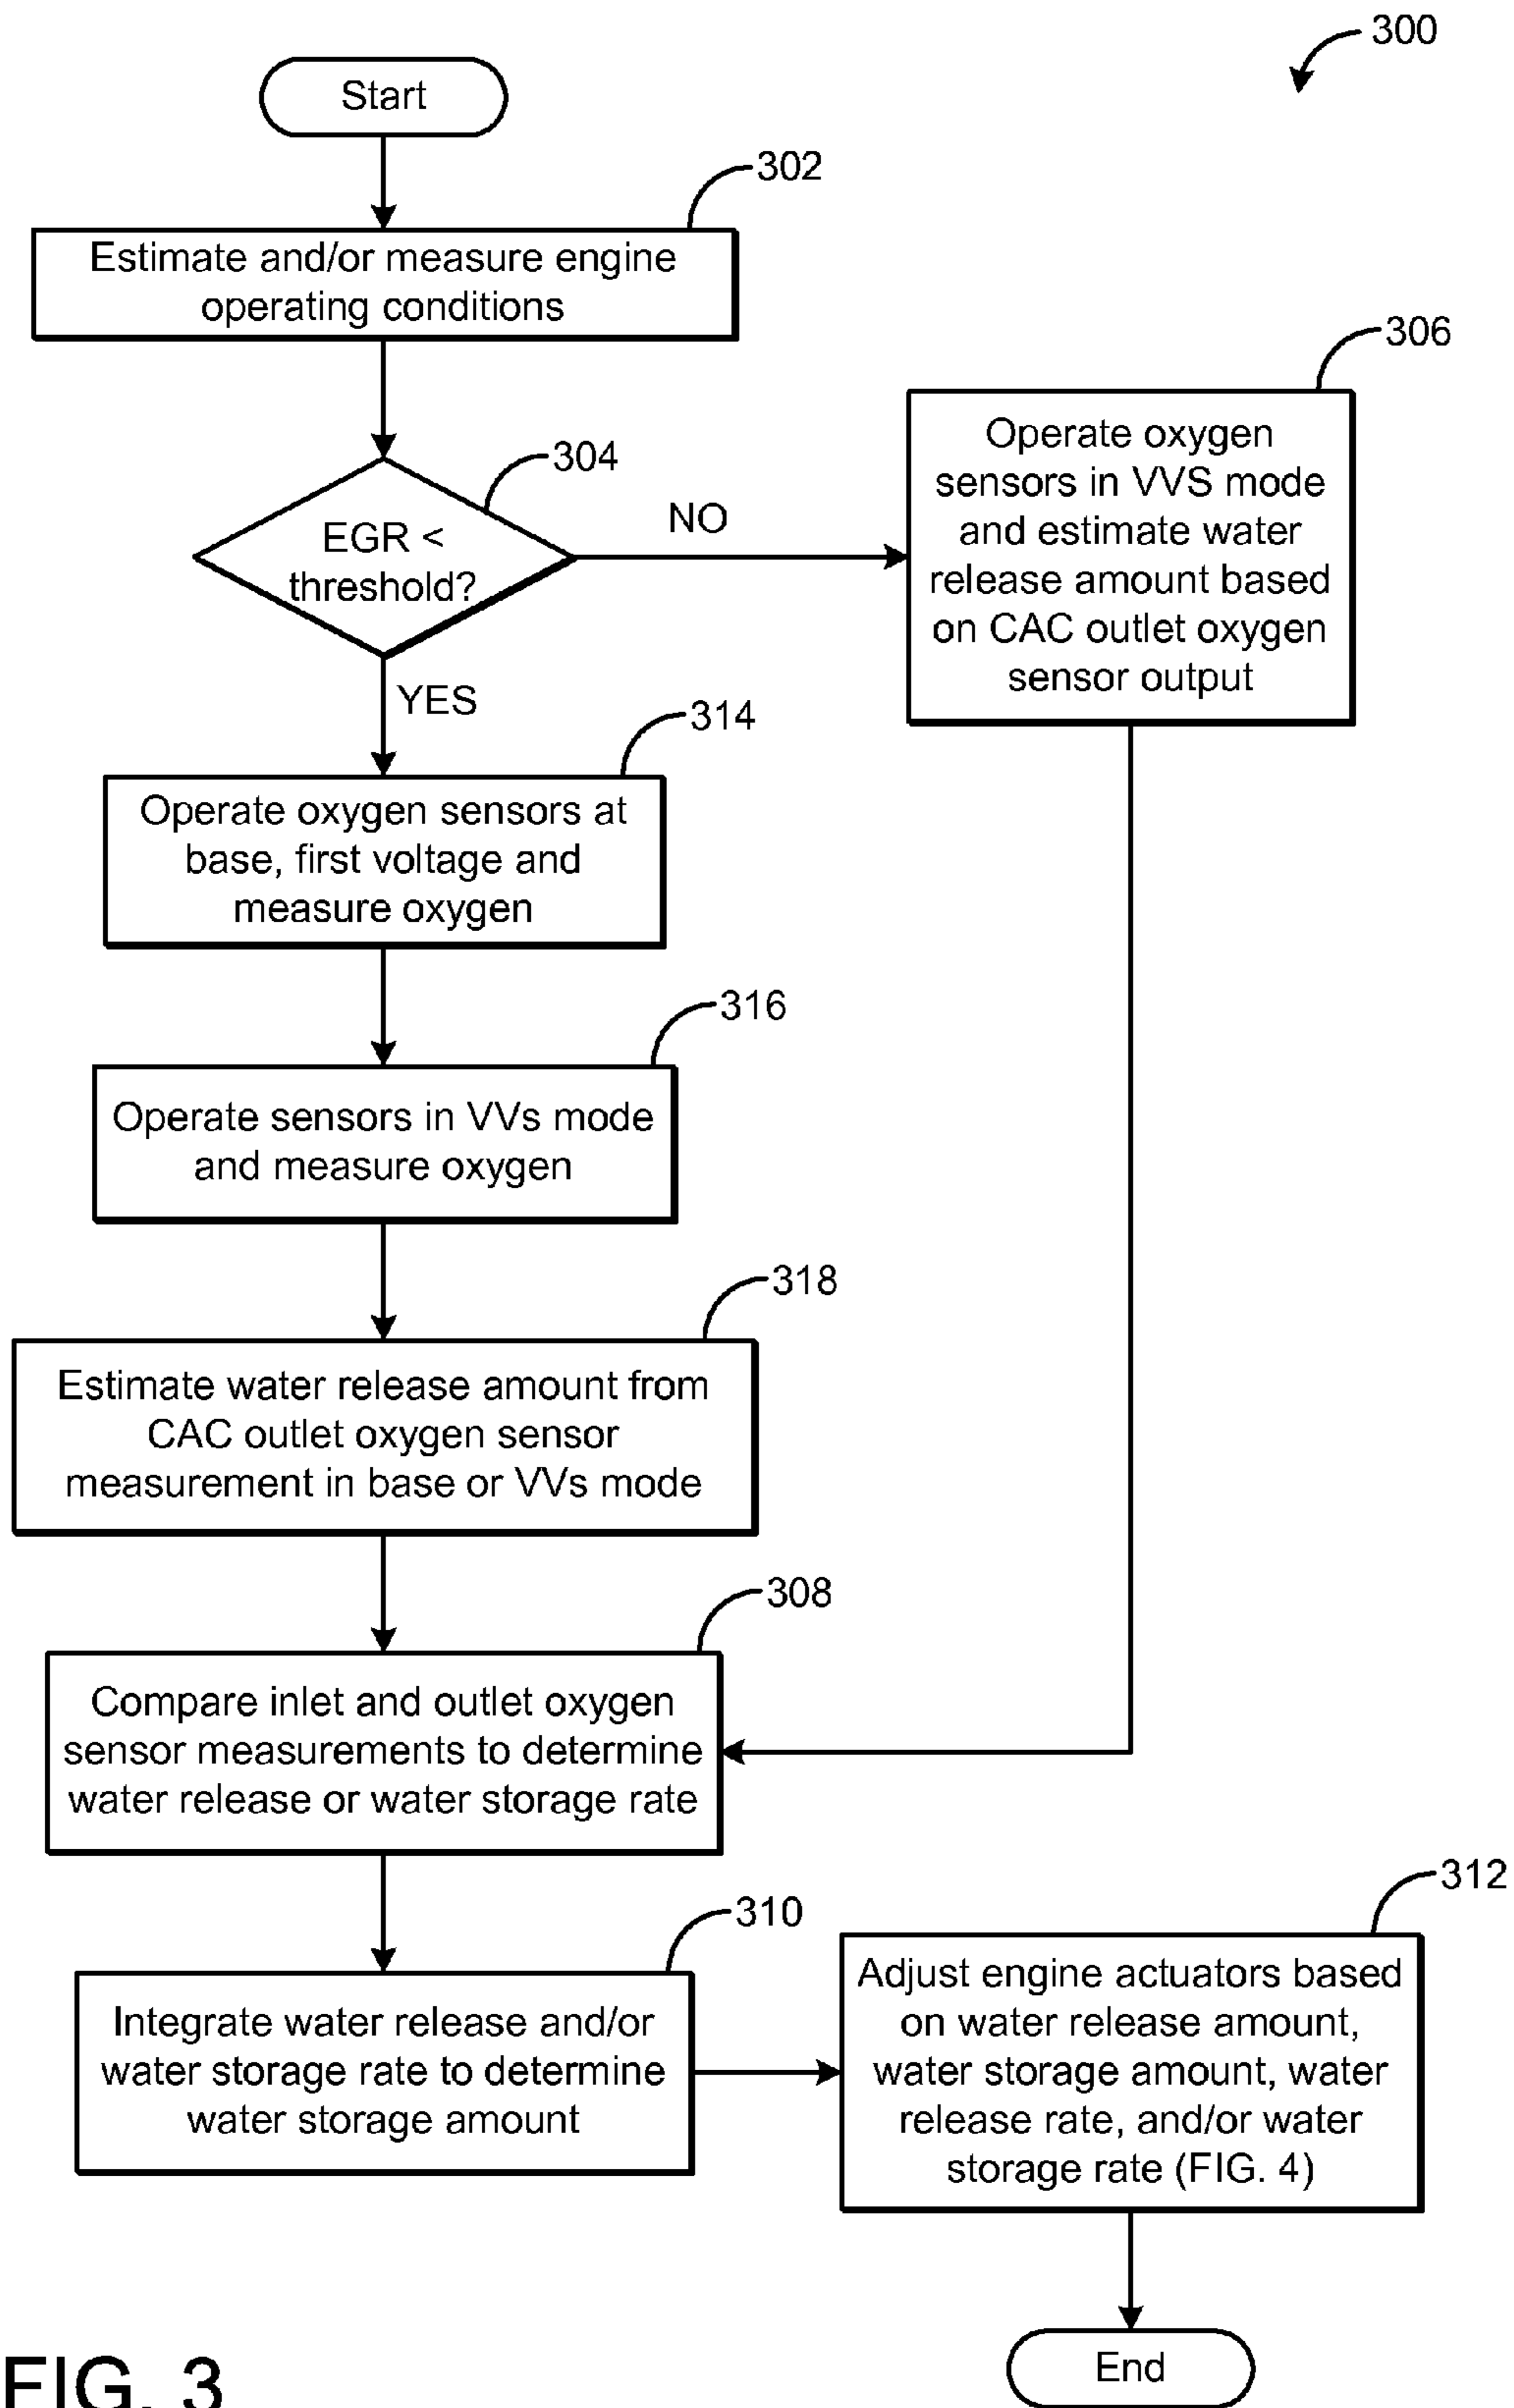 300
Start
302
Estimate and/or measure engine
operating conditions
306
Operate oxygen
sensors in VVS mode
and estimate water
release amount based
on CAC outlet oxygen
sensor output
304
EGR <
threshold?
NO
YES
314
Operate oxygen sensors at
base, first voltage and
measure oxygen
316
Operate sensors in VVs mode
and measure oxygen
318
Estimate water release amount from
CAC outlet oxygen sensor
measurement in base or VVs mode
308
Compare inlet and outlet oxygen
sensor measurements to determine
water release or water storage rate
310
Integrate water release and/or
water storage rate to determine
water storage amount
312
Adjust engine actuators based
on water release amount,
water storage amount, water
release rate, and/or water
storage rate (FIG. 4)
End
FIG. 3